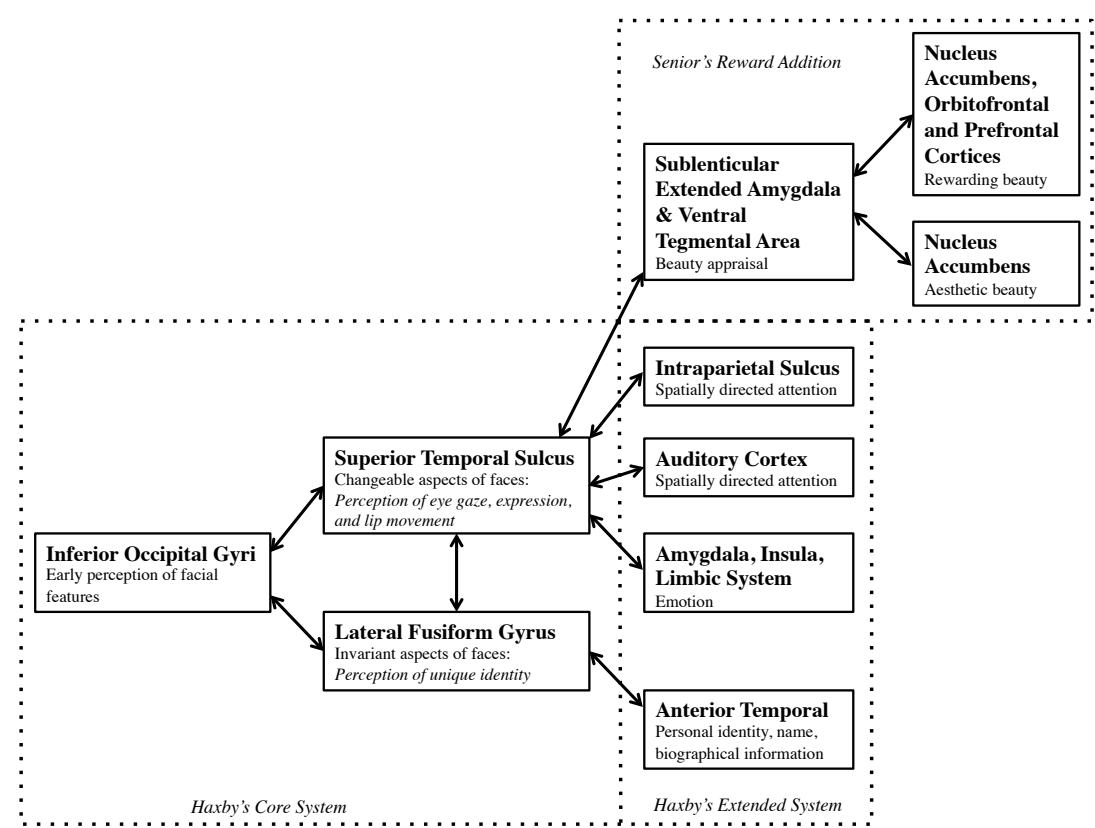 Senior's Reward Addition
Nucleus
Accumbens,
Orbitofrontal
and Prefrontal
Cortices
Rewarding beauty
Sublenticular
Extended Amygdala
& Ventral
Tegmental Area
Beauty appraisal
Nucleus
Accumbens
Aesthetic beauty
Intraparietal Sulcus
Spatially directed attention
Superior Temporal Sulcus
Changeable aspects of faces:
Perception of eye gaze, expression,
and lip movement
Auditory Cortex
Spatially directed attention
Inferior Occipital Gyri
Early perception of facial
features
Amygdala, Insula,
Limbic System
Emotion
Lateral Fusiform Gyrus
Invariant aspects of faces:
Perception of unique identity
Anterior Temporal
Personal identity, name,
biographical information
Haxby's Core System
Haxby's Extended System